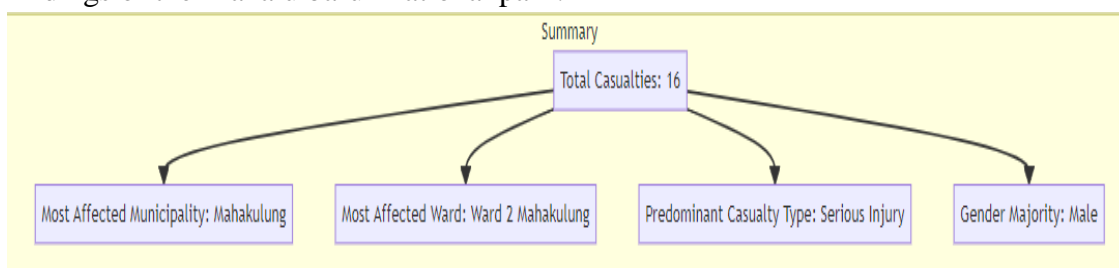 Summary
Total Casualties: 16
Most Affected Municipality: Mahakulung
Most Affected Ward: Ward 2 Mahakulung
Predominant Casualty Type: Serious Injury
Gender Majority: Male